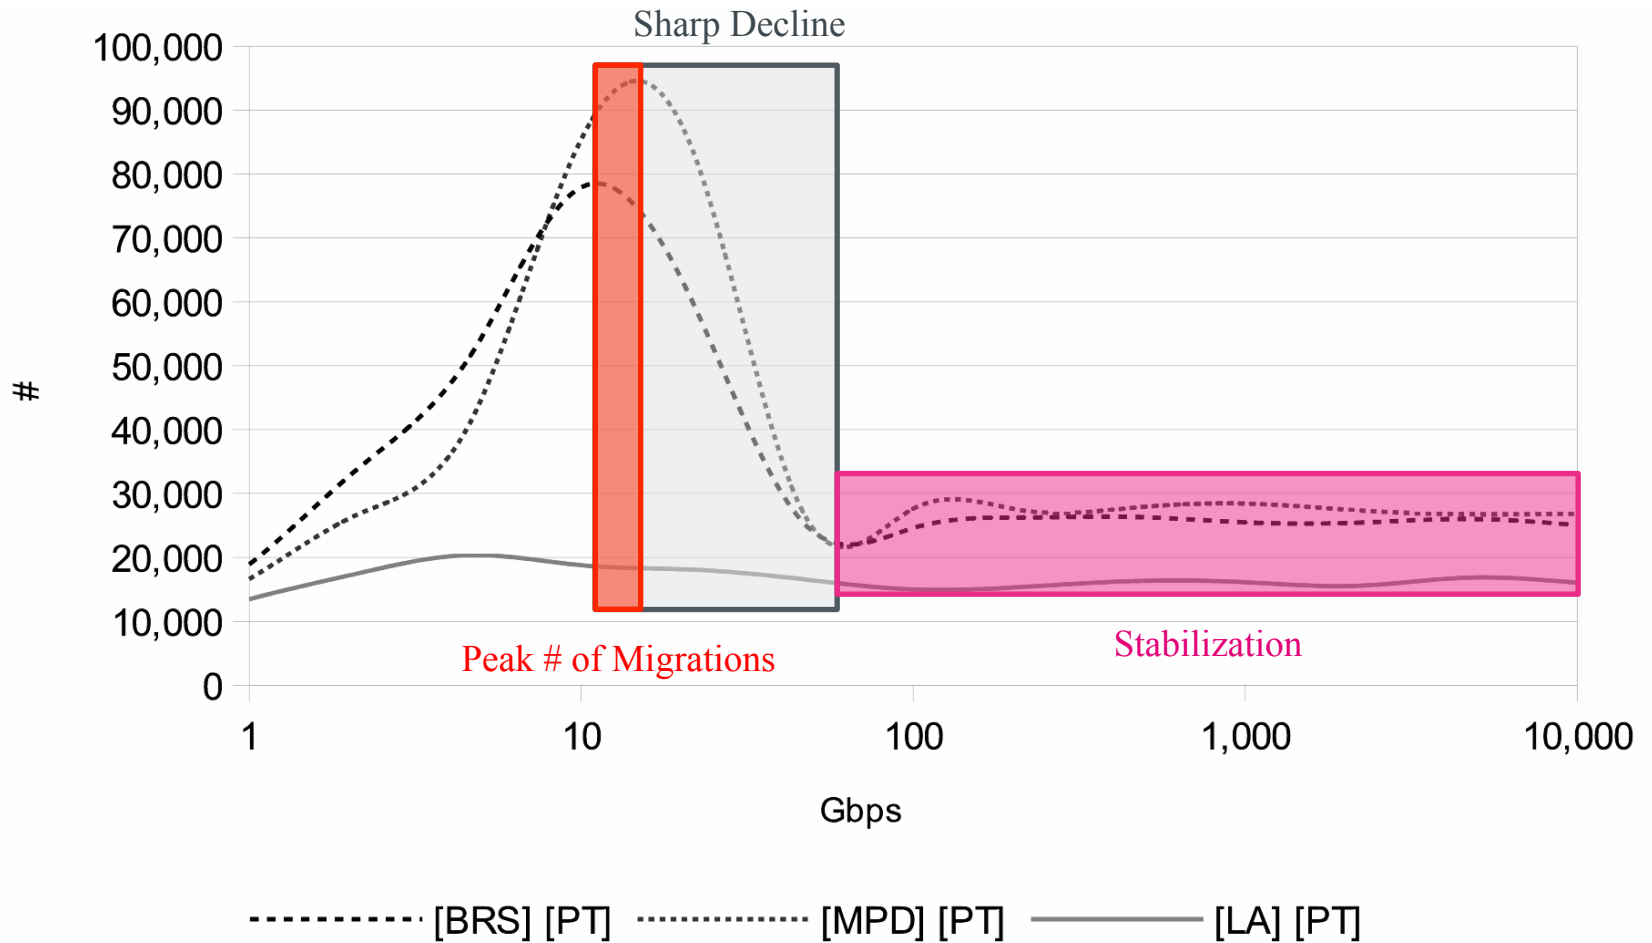 Sharp Decline
100,000
90,000
80,000
70,000
60,000
50,000
40,000
30,000
20,000
10,000
0
#
Peak # of Migrations
Stabilization
1 10 100 1,000 10,000
Gbps
[BRS] [PT] [MPD] [PT] [LA] [PT]